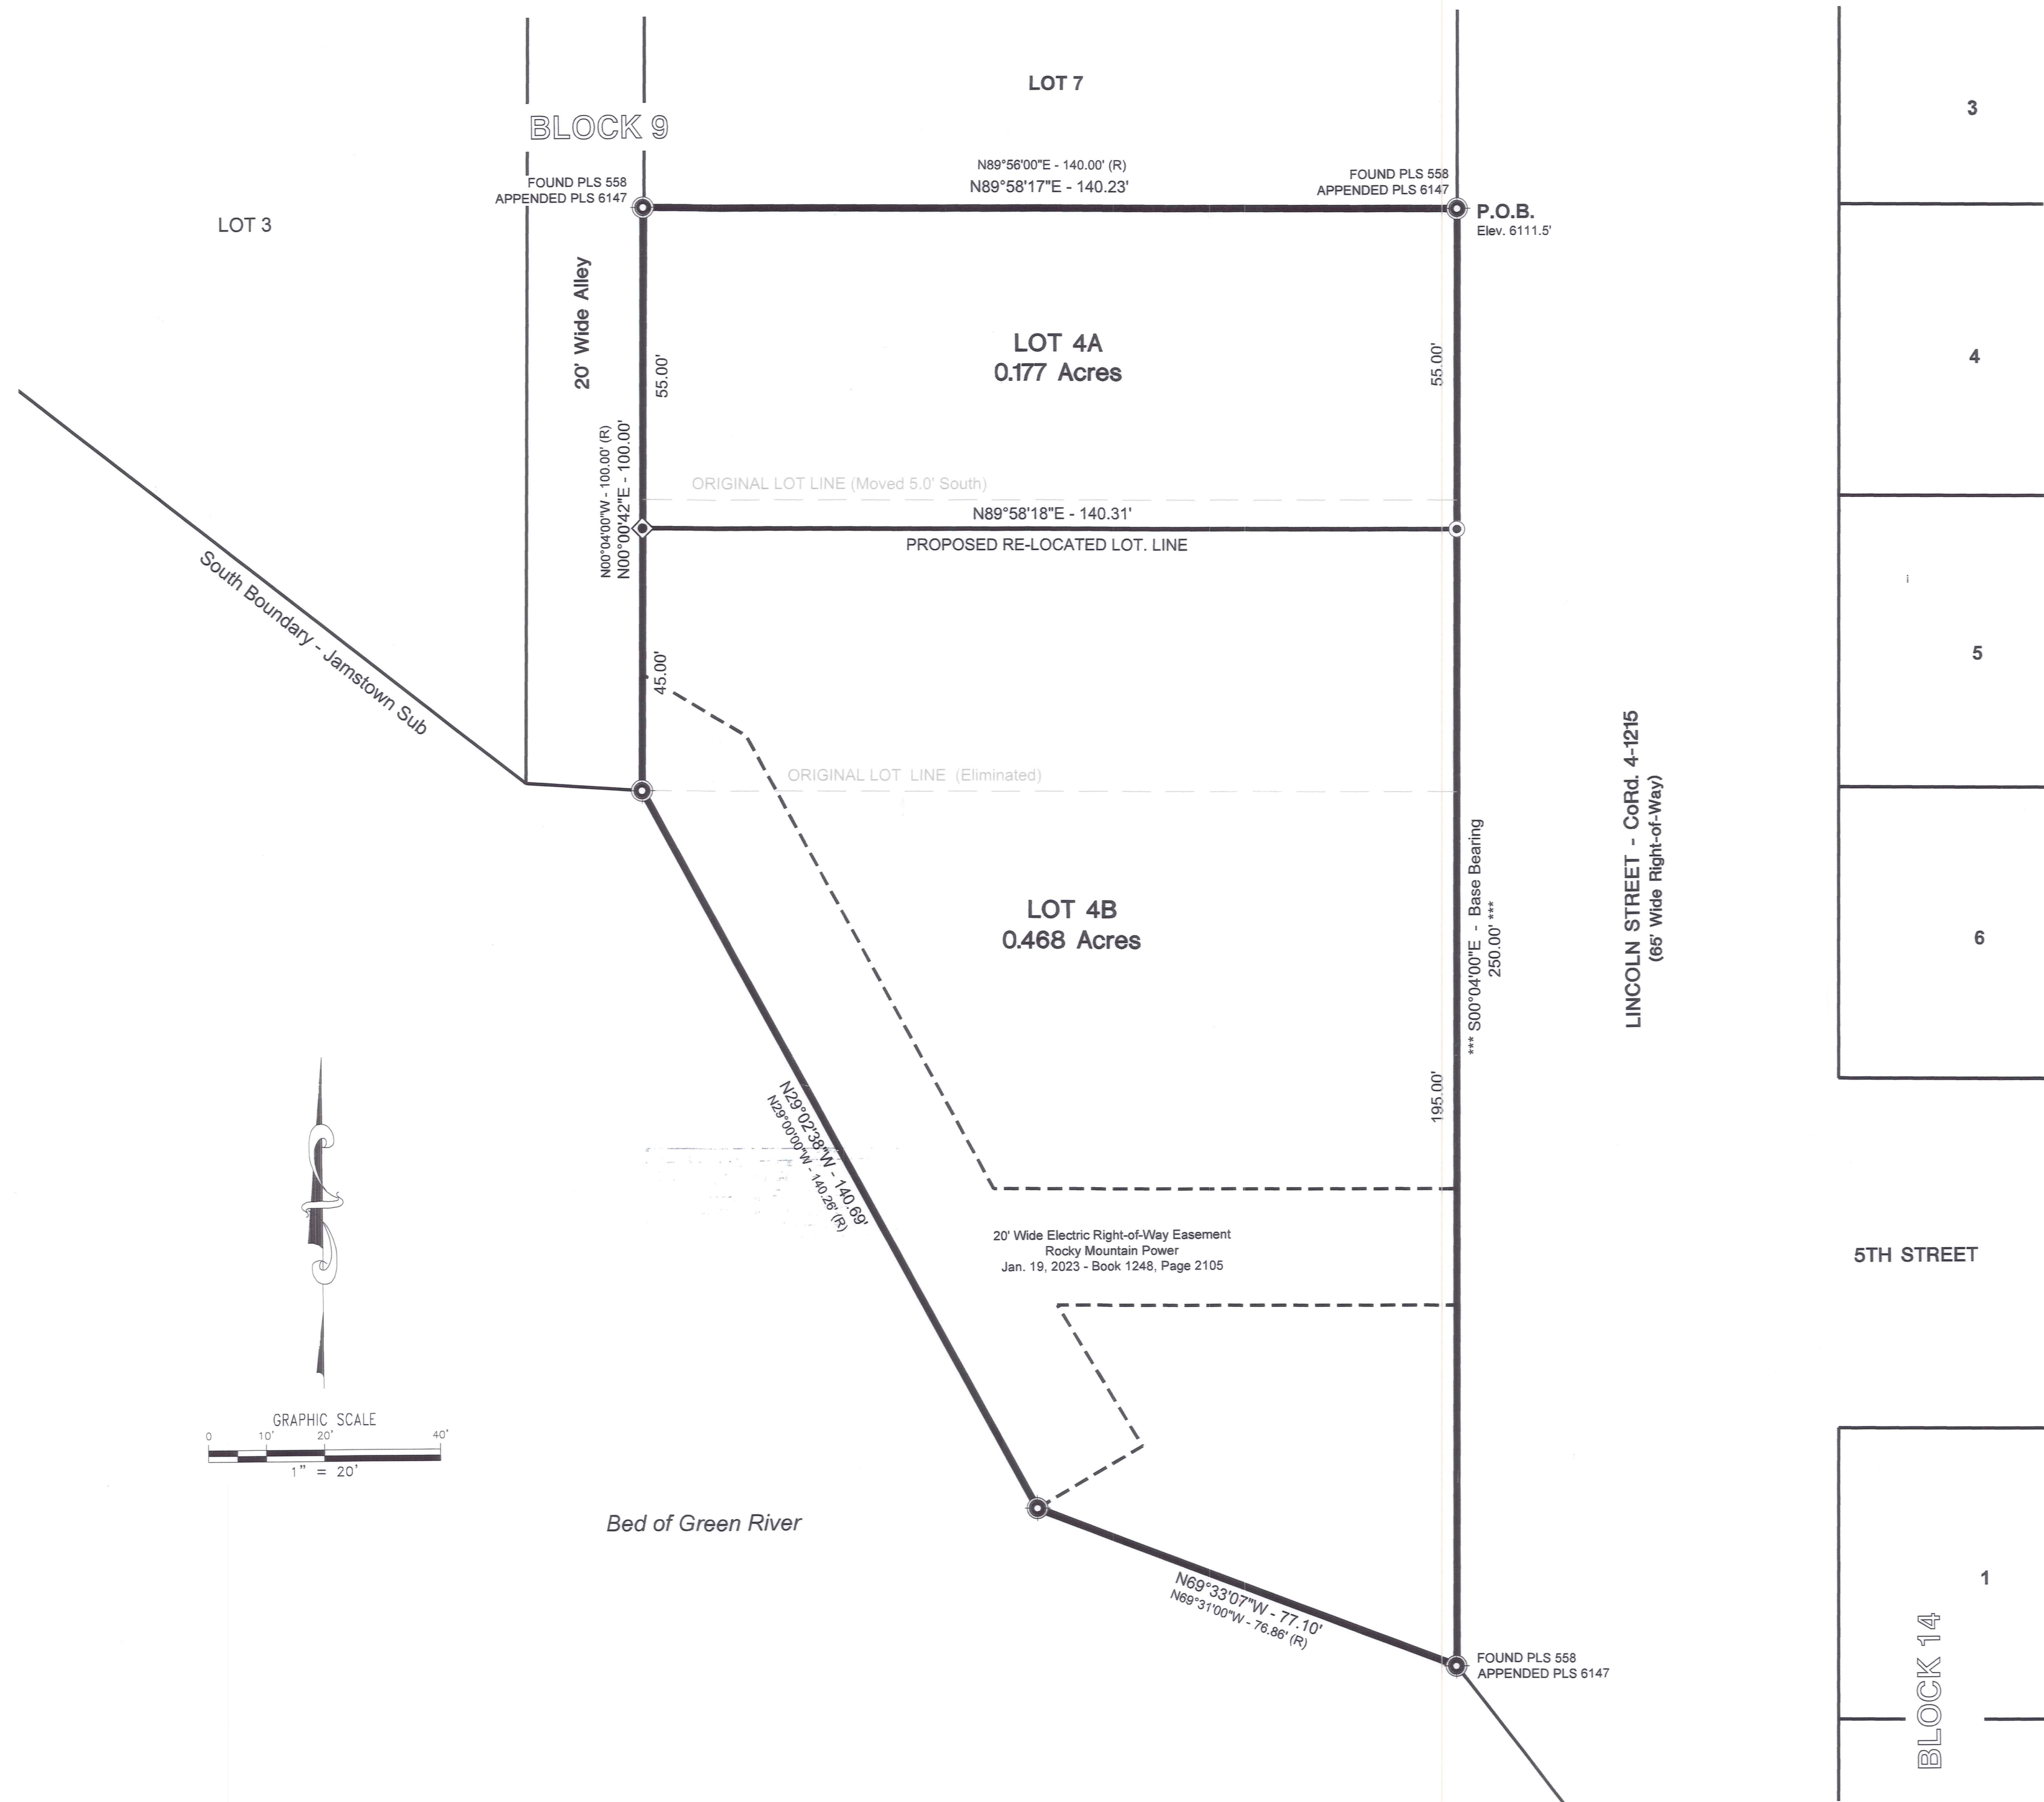 LOT 7
3
BLOCK 9
N89°56'00"E - 140.00' (R)
N89°58'17"E - 140.23'
FOUND PLS 558
APPENDED PLS 6147
FOUND PLS 558
APPENDED PLS 6147
P.O.B.
Elev. 6111.5'
LOT 3
20' Wide Alley
LOT 4A
0.177 Acres
55.00'
55.00'
4
N00°04'00"W - 100.00' (R)
N00°00'42"E - 100.00'
ORIGINAL LOT LINE (Moved 5.0' South)
N89°58'18"E - 140.31'
PROPOSED RE-LOCATED LOT. LINE
South Boundary - Jamstown Sub
45.00'
5
ORIGINAL LOT LINE (Eliminated)
LINCOLN STREET - CoRd. 4-1215
(65' Wide Right-of-Way)
*** S00°04'00"E - Base Bearing
250.00' ***
LOT 4B
0.468 Acres
6
195.00'
N29°02'38"W - 140.69'
N29°00'00"W - 140.26' (R)
20' Wide Electric Right-of-Way Easement
Rocky Mountain Power
Jan. 19, 2023 - Book 1248, Page 2105
5TH STREET
GRAPHIC SCALE
0 10' 20' 40'
1" = 20'
Bed of Green River
N69°33'07"W - 77.10'
N69°31'00"W - 76.86' (R)
1
FOUND PLS 558
APPENDED PLS 6147
BLOCK 14